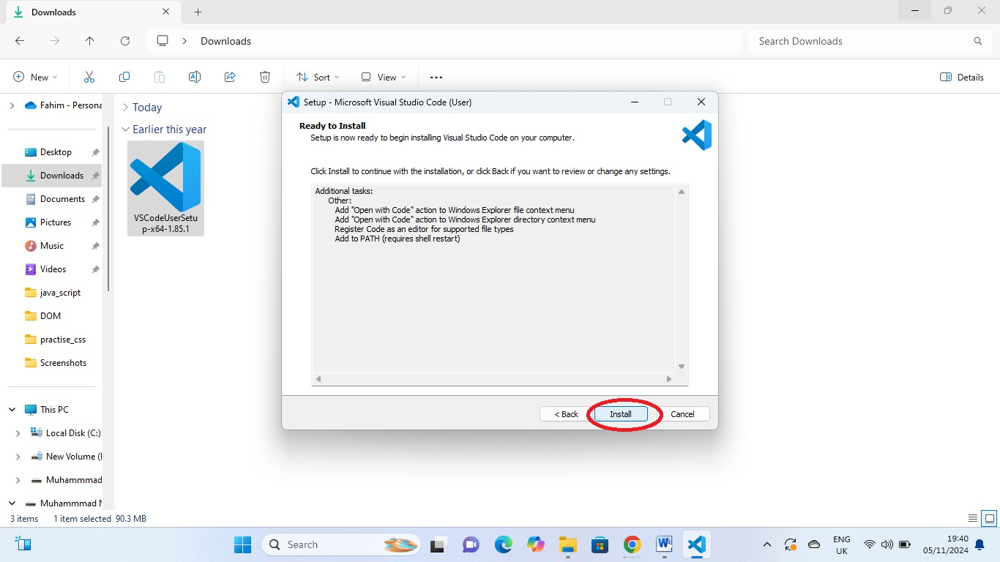 Downloads
Downloads
Search Downloads
New
Sort
View
Details
Fahim - Persona
Desktop
Downloads
Documents
Pictures
Music
Videos
java_script
DOM
practise_css
Screenshots
This PC
Local Disk (C:)
New Volume (
Muhammmad
Muhammmad N
Today
Earlier this year
VSCodeUserSetu
p-x64-1.85.1
Setup - Microsoft Visual Studio Code (User)
Ready to Install
Setup is now ready to begin installing Visual Studio Code on your computer.
Click Install to continue with the installation, or click Back if you want to review or change any settings.
Additional tasks:
Other:
Add "Open with Code" action to Windows Explorer file context menu
Add "Open with Code" action to Windows Explorer directory context menu
Register Code as an editor for supported file types
Add to PATH (requires shell restart)
< Back
Install
Cancel
3 items
1 item selected 90.3 MB
Search
ENG
UK
19:40
05/11/2024